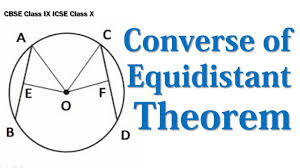 CBSE Class IX ICSE Class X
A
C
Converse of
Equidistant
Theorem
E
F
O
B
D